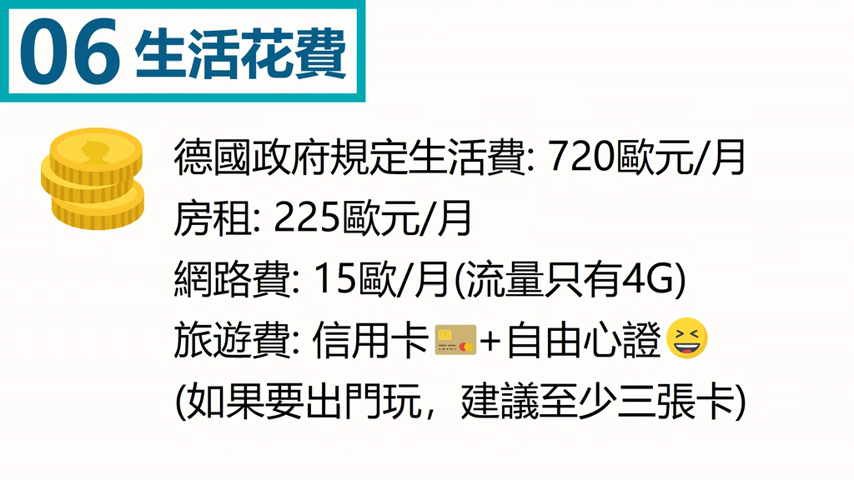 06 生活花費
德國政府規定生活費: 720歐元/月
房租: 225歐元/月
網路費: 15歐/月(流量只有4G)
旅遊費: 信用卡💳+自由心證😆
(如果要出門玩，建議至少三張卡)